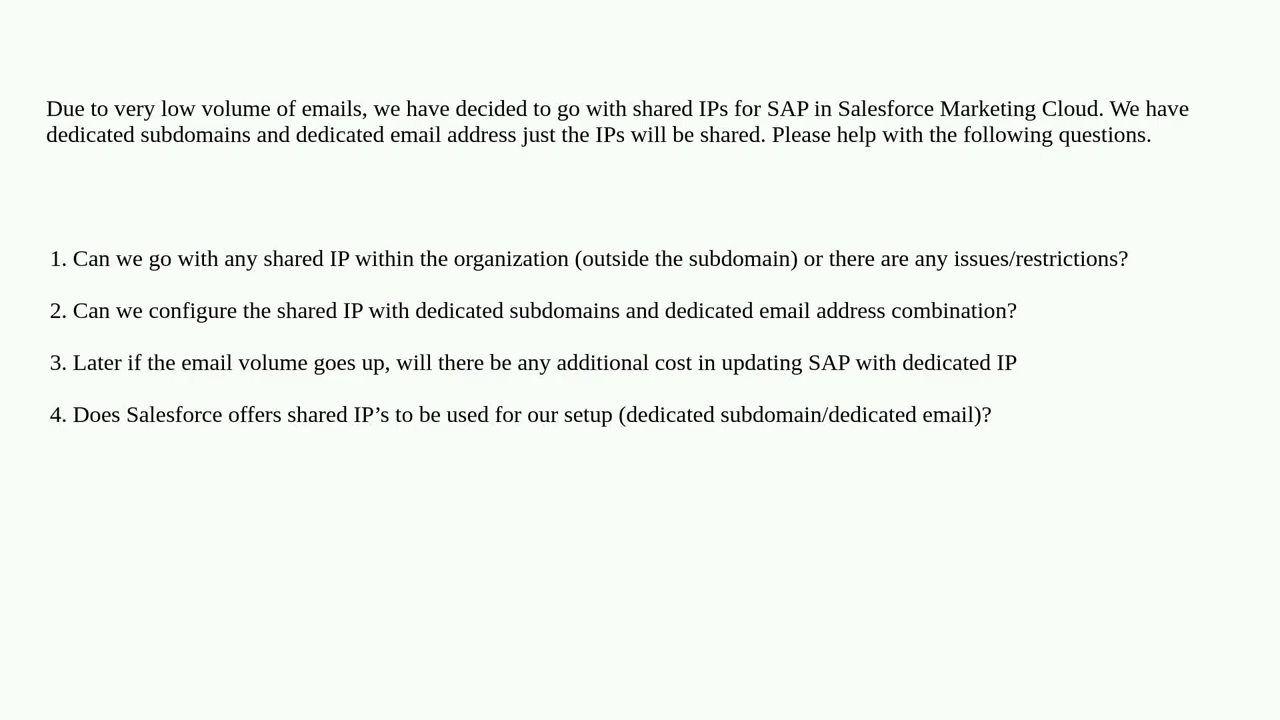 Due to very low volume of emails, we have decided to go with shared IPs for SAP in Salesforce Marketing Cloud. We have
dedicated subdomains and dedicated email address just the IPs will be shared. Please help with the following questions.
1. Can we go with any shared IP within the organization (outside the subdomain) or there are any issues/restrictions?
2. Can we configure the shared IP with dedicated subdomains and dedicated email address combination?
3. Later if the email volume goes up, will there be any additional cost in updating SAP with dedicated IP
4. Does Salesforce offers shared IP’s to be used for our setup (dedicated subdomain/dedicated email)?